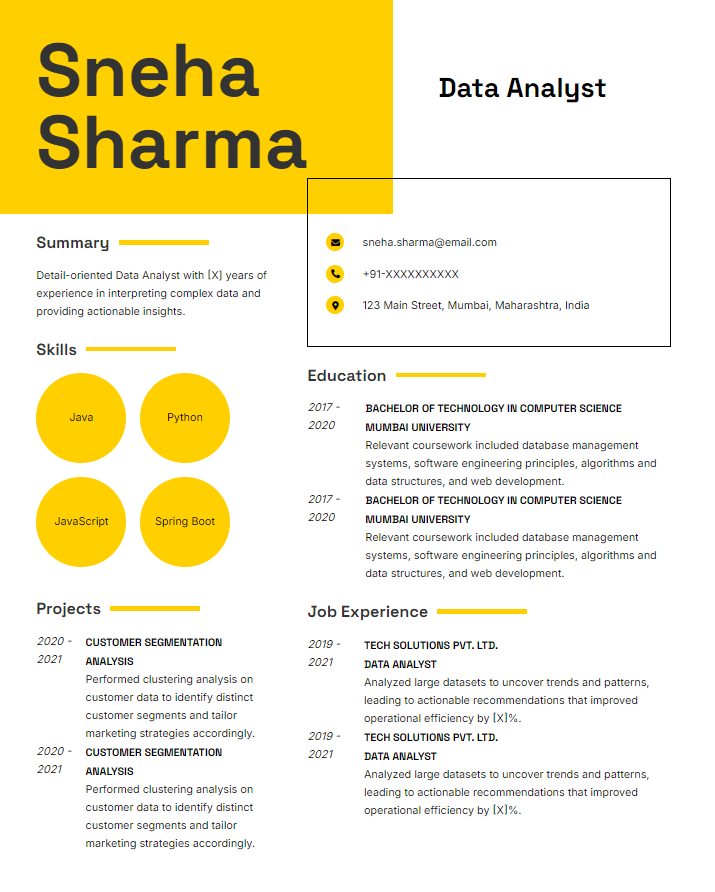 Sneha
Sharma
Data Analyst
sneha.sharma@email.com
+91-XXXXXXXXXX
123 Main Street, Mumbai, Maharashtra, India
Summary
Detail-oriented Data Analyst with [X] years of
experience in interpreting complex data and
providing actionable insights.
Skills
Java
Python
JavaScript
Spring Boot
Projects
2020 -
2021
CUSTOMER SEGMENTATION
ANALYSIS
Performed clustering analysis on
customer data to identify distinct
customer segments and tailor
marketing strategies accordingly.
2020 -
2021
CUSTOMER SEGMENTATION
ANALYSIS
Performed clustering analysis on
customer data to identify distinct
customer segments and tailor
marketing strategies accordingly.
Education
2017 -
2020
BACHELOR OF TECHNOLOGY IN COMPUTER SCIENCE
MUMBAI UNIVERSITY
Relevant coursework included database management
systems, software engineering principles, algorithms and
data structures, and web development.
2017 -
2020
BACHELOR OF TECHNOLOGY IN COMPUTER SCIENCE
MUMBAI UNIVERSITY
Relevant coursework included database management
systems, software engineering principles, algorithms and
data structures, and web development.
Job Experience
2019 -
2021
TECH SOLUTIONS PVT. LTD.
DATA ANALYST
Analyzed large datasets to uncover trends and patterns,
leading to actionable recommendations that improved
operational efficiency by [X]%.
2019 -
2021
TECH SOLUTIONS PVT. LTD.
DATA ANALYST
Analyzed large datasets to uncover trends and patterns,
leading to actionable recommendations that improved
operational efficiency by [X]%.